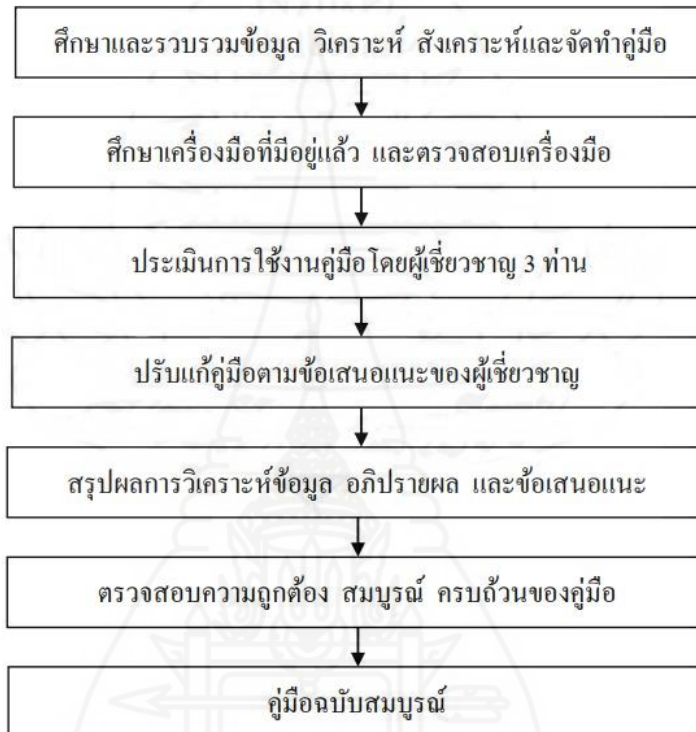 ศึกษาและรวบรวมข้อมูล วิเคราะห์ สังเคราะห์และจัดทำคู่มือ
ศึกษาเครื่องมือที่มีอยู่แล้ว และตรวจสอบเครื่องมือ
ประเมินการใช้งานคู่มือโดยผู้เชี่ยวชาญ 3 ท่าน
ปรับแก้คู่มือตามข้อเสนอแนะของผู้เชี่ยวชาญ
สรุปผลการวิเคราะห์ข้อมูล อภิปรายผล และข้อเสนอแนะ
ตรวจสอบความถูกต้อง สมบูรณ์ ครบถ้วนของคู่มือ
คู่มือฉบับสมบูรณ์